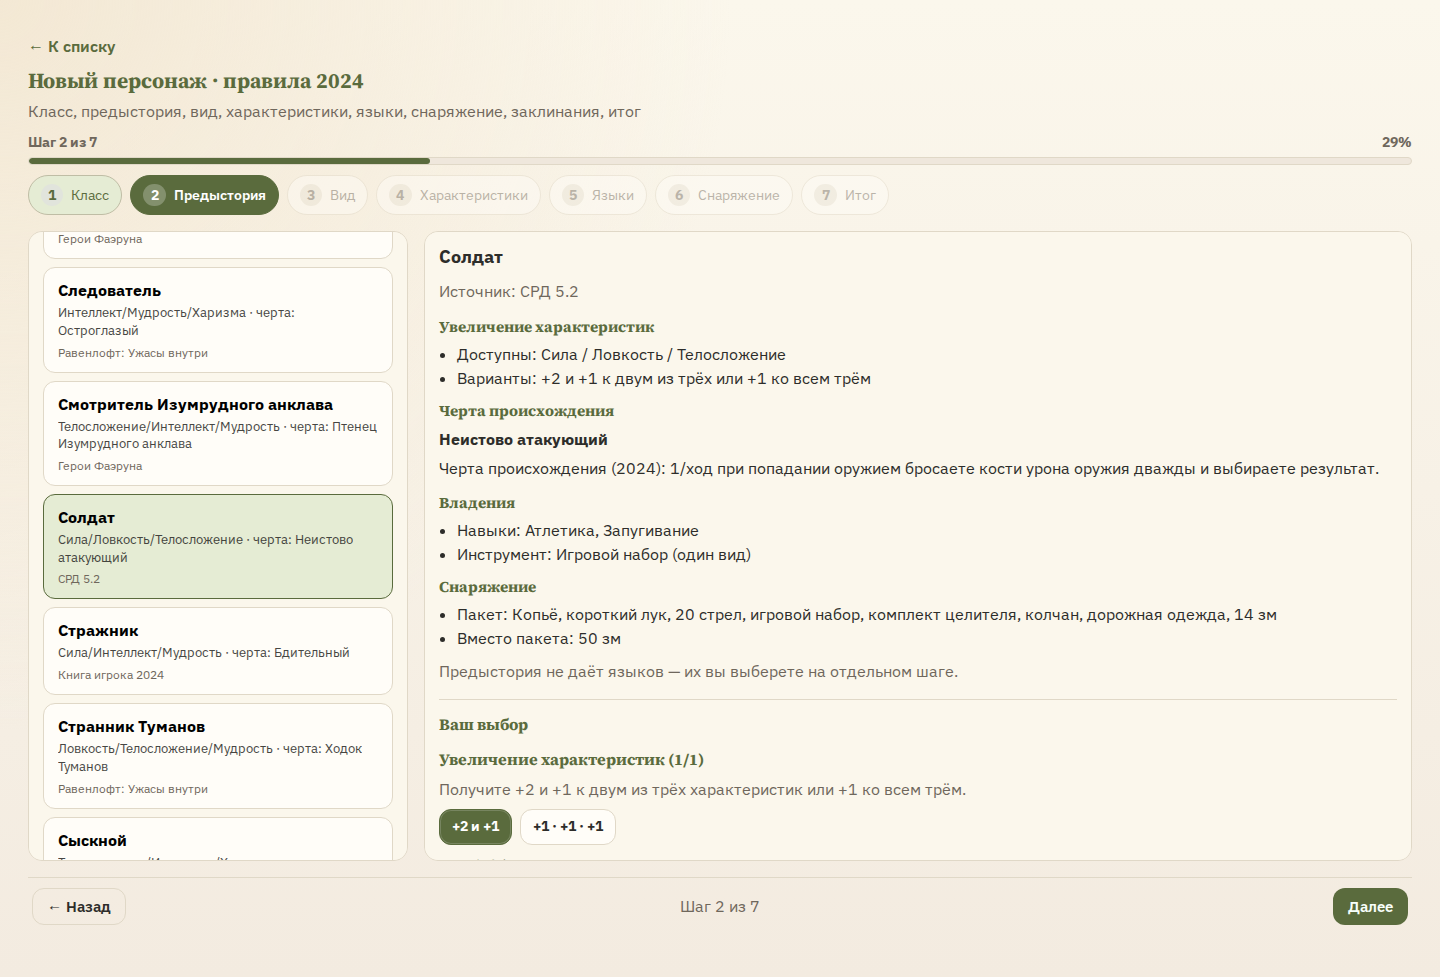 ← К списку
Новый персонаж · правила 2024
Класс, предыстория, вид, характеристики, языки, снаряжение, заклинания, итог
Шаг 2 из 7
29%
1 Класс
2 Предыстория
3 Вид
4 Характеристики
5 Языки
6 Снаряжение
7 Итог
Герои Фаэруна
Следователь
Интеллект/Мудрость/Харизма · черта:
Остроглазый
Равенлофт: Ужасы внутри
Смотритель Изумрудного анклава
Телосложение/Интеллект/Мудрость · черта: Птенец
Изумрудного анклава
Герои Фаэруна
Солдат
Сила/Ловкость/Телосложение · черта: Неистово
атакующий
СРД 5.2
Стражник
Сила/Интеллект/Мудрость · черта: Бдительный
Книга игрока 2024
Странник Туманов
Ловкость/Телосложение/Мудрость · черта: Ходок
Туманов
Равенлофт: Ужасы внутри
Сыскной
Солдат
Источник: СРД 5.2
Увеличение характеристик
• Доступны: Сила / Ловкость / Телосложение
• Варианты: +2 и +1 к двум из трёх или +1 ко всем трём
Черта происхождения
Неистово атакующий
Черта происхождения (2024): 1/ход при попадании оружием бросаете кости урона оружия дважды и выбираете результат.
Владения
• Навыки: Атлетика, Запугивание
• Инструмент: Игровой набор (один вид)
Снаряжение
• Пакет: Копьё, короткий лук, 20 стрел, игровой набор, комплект целителя, колчан, дорожная одежда, 14 зм
• Вместо пакета: 50 зм
Предыстория не даёт языков — их вы выберете на отдельном шаге.
Ваш выбор
Увеличение характеристик (1/1)
Получите +2 и +1 к двум из трёх характеристик или +1 ко всем трём.
+2 и +1
+1 · +1 · +1
← Назад
Шаг 2 из 7
Далее